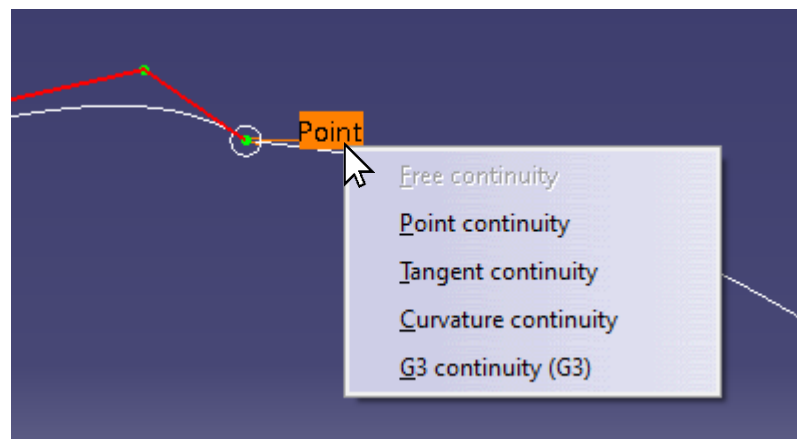 Point
Free continuity
Point continuity
Tangent continuity
Curvature continuity
G3 continuity (G3)